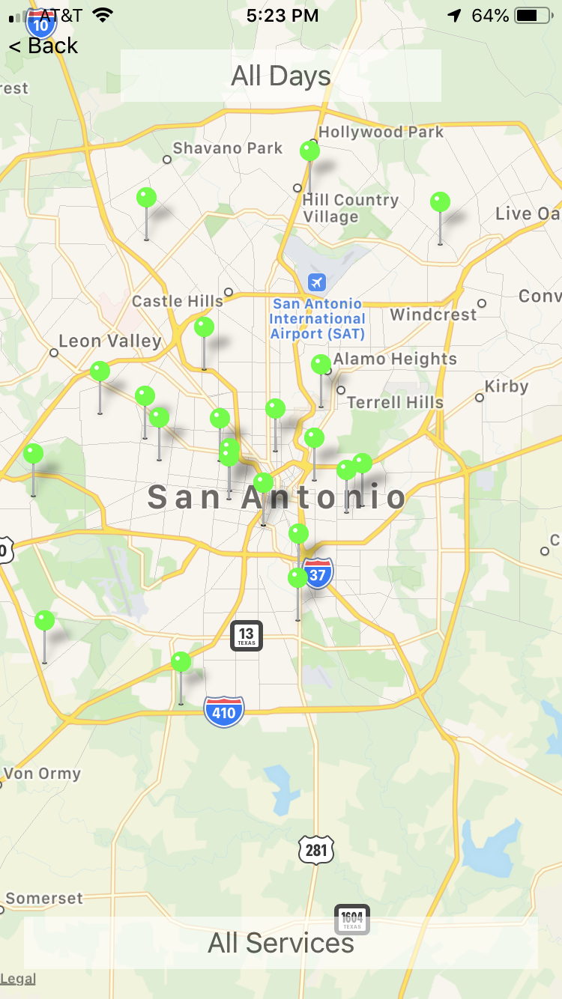 AT&T 5:23 PM 64%
10
< Back
All Days
rest
Hollywood Park
Shavano Park
Hill Country
Village
Live Oa
Castle Hills
San Antonio
International
Airport (SAT)
Conv
Windcrest
Leon Valley
Alamo Heights
Kirby
Terrell Hills
San Antonio
C
0
37
13
TEXAS
410
Von Ormy
281
Somerset
1604
TEXAS
All Services
Legal